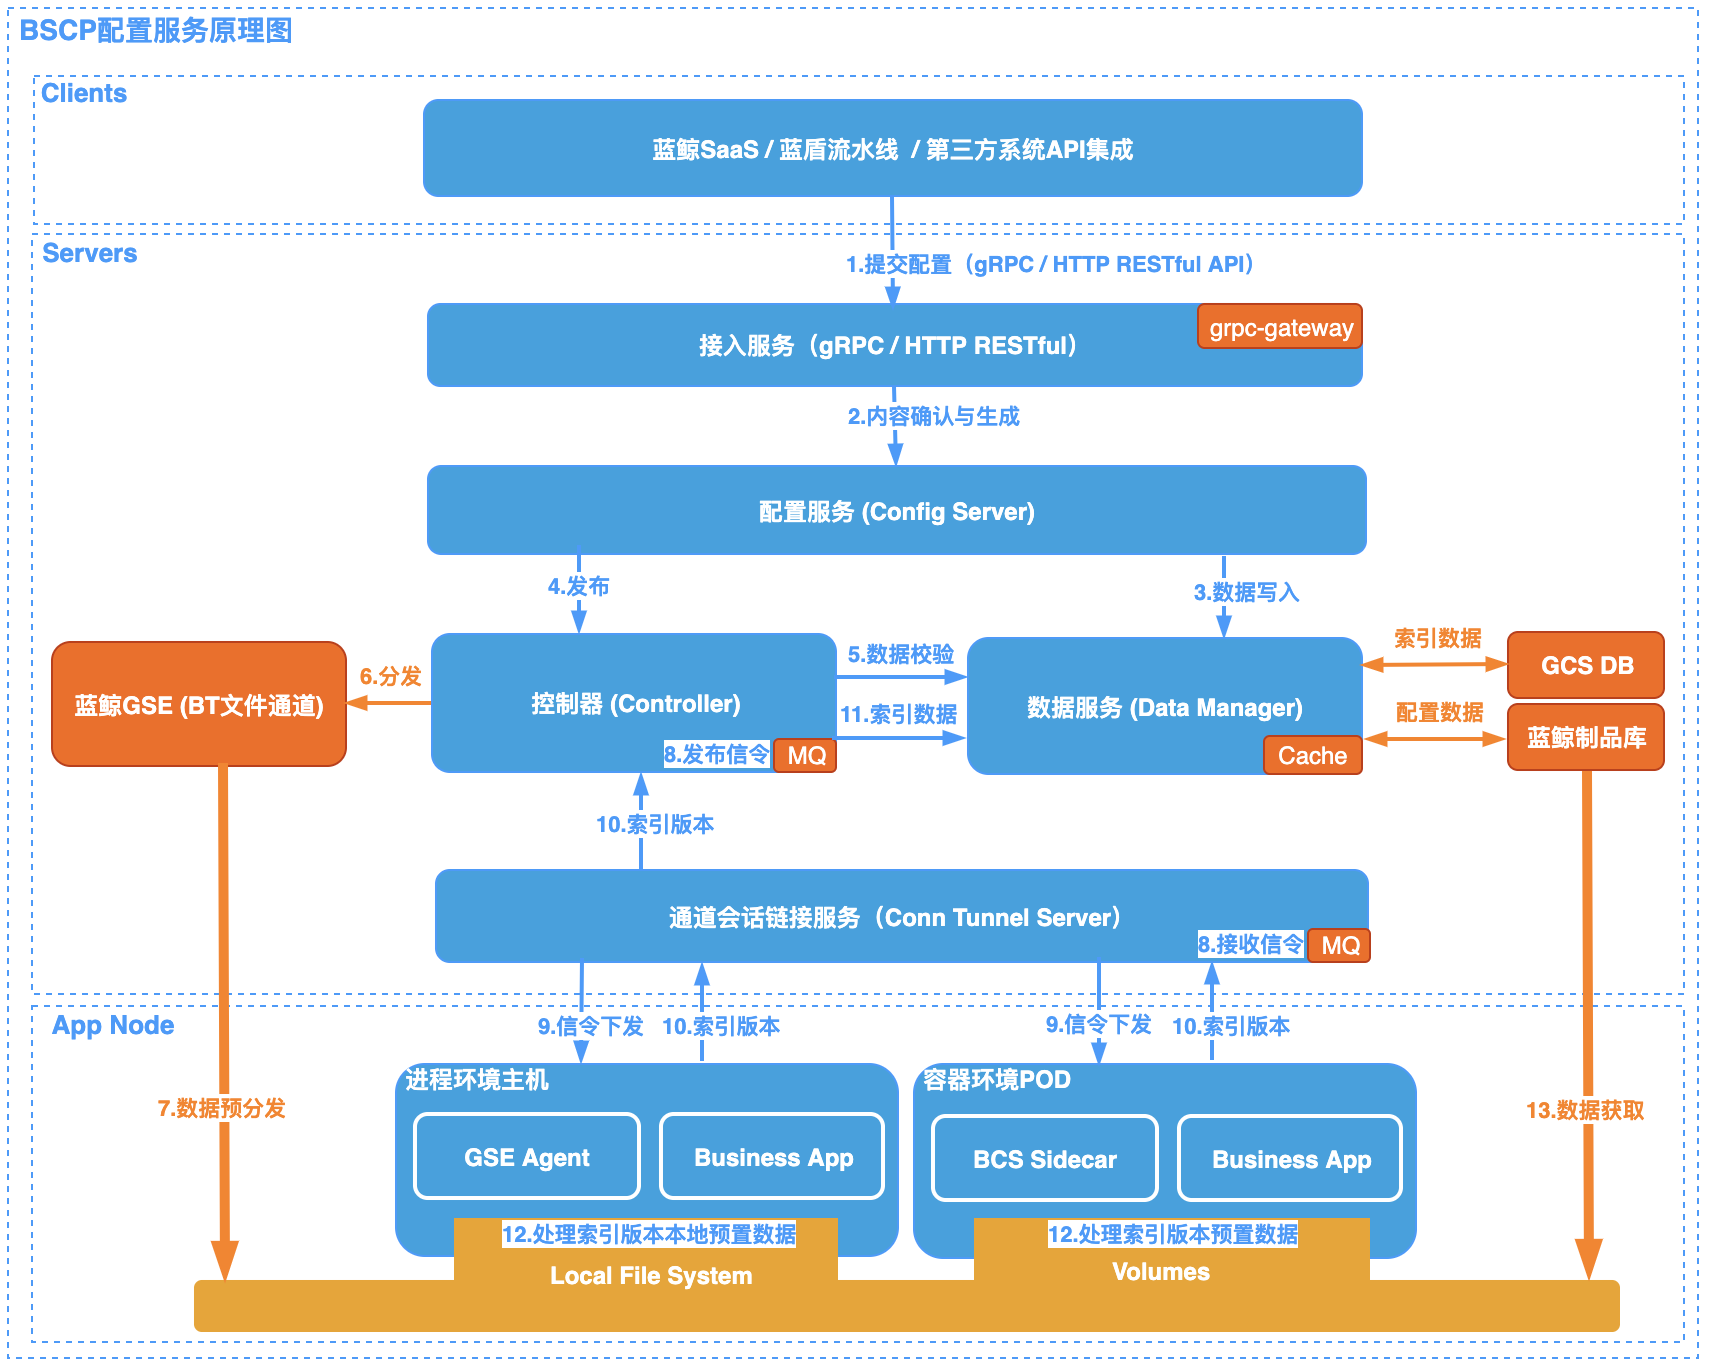 BSCP配置服务原理图
Clients
蓝鲸SaaS / 蓝盾流水线 / 第三方系统API集成
Servers
1.提交配置（gRPC / HTTP RESTful API）
接入服务（gRPC / HTTP RESTful）
grpc-gateway
2.内容确认与生成
配置服务 (Config Server)
4.发布
3.数据写入
蓝鲸GSE (BT文件通道)
6.分发
控制器 (Controller)
8.发布信令
MQ
5.数据校验
11.索引数据
数据服务 (Data Manager)
Cache
索引数据
GCS DB
配置数据
蓝鲸制品库
10.索引版本
通道会话链接服务（Conn Tunnel Server）
8.接收信令
MQ
App Node
9.信令下发
10.索引版本
9.信令下发
10.索引版本
7.数据预分发
13.数据获取
进程环境主机
GSE Agent
Business App
12.处理索引版本本地预置数据
Local File System
容器环境POD
BCS Sidecar
Business App
12.处理索引版本预置数据
Volumes